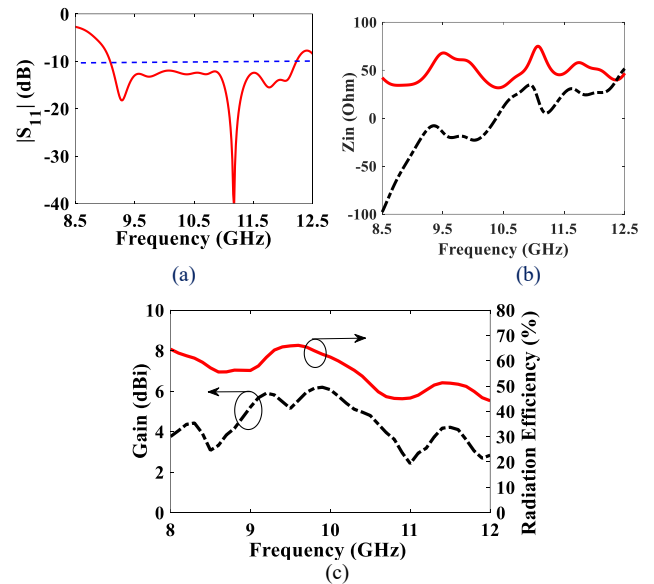 (a)
0
-10
-20
-30
-40
|S11| (dB)
8.5 9.5 10.5 11.5 12.5
Frequency (GHz)
(a)
100
50
0
-50
-100
Zin (Ohm)
8.5 9.5 10.5 11.5 12.5
Frequency (GHz)
(b)
10
8
6
4
2
0
Gain (dBi)
80
70
60
50
40
30
20
10
0
Radiation Efficiency (%)
8 9 10 11 12
Frequency (GHz)
(c)